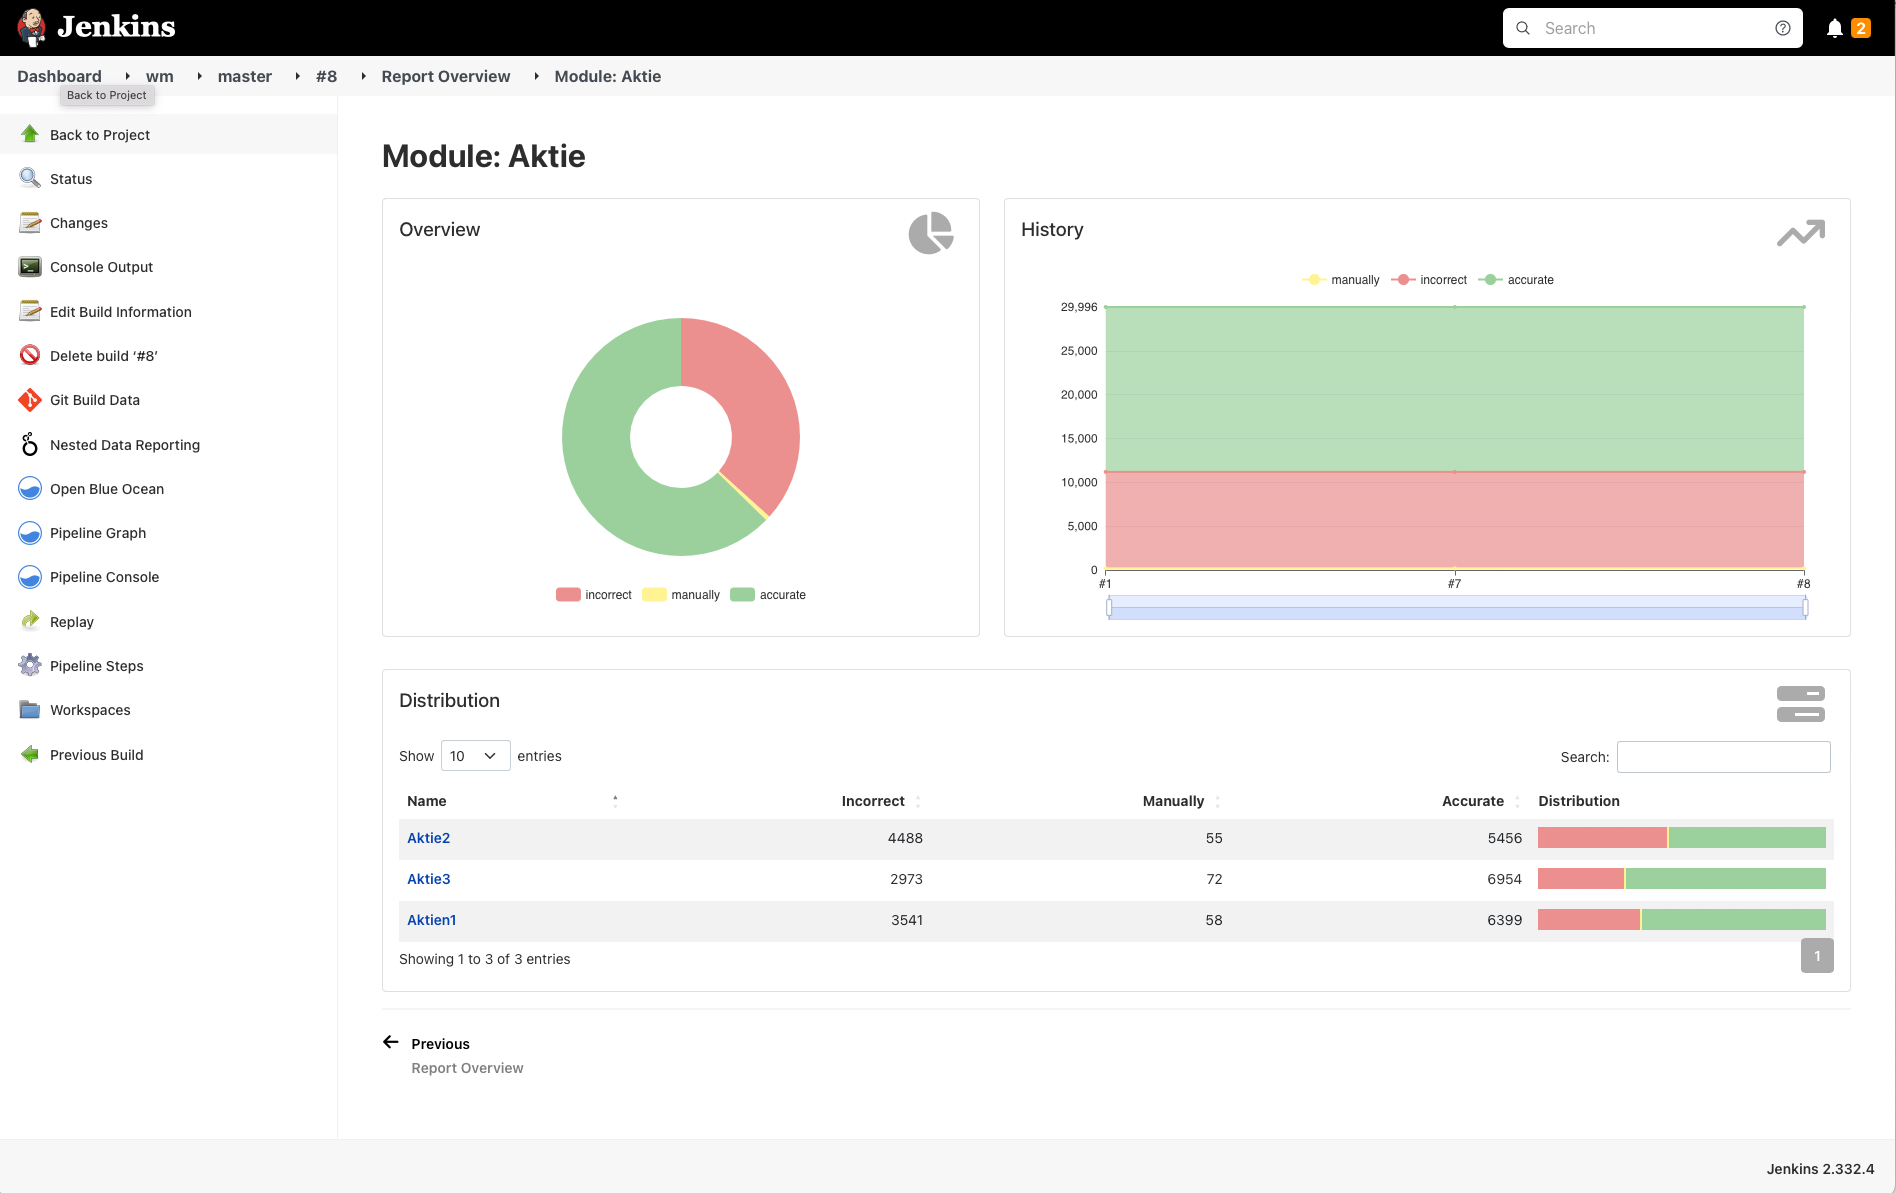 Jenkins
Search
2
Dashboard wm master #8 Report Overview Module: Aktie
Back to Project
Back to Project
Status
Changes
Console Output
Edit Build Information
Delete build ‘#8’
Git Build Data
Nested Data Reporting
Open Blue Ocean
Pipeline Graph
Pipeline Console
Replay
Pipeline Steps
Workspaces
Previous Build
Module: Aktie
Overview
incorrect manually accurate
History
manually incorrect accurate
29,996
25,000
20,000
15,000
10,000
5,000
0
#1 #7 #8
Distribution
Show 10 entries
Search:
Name Incorrect Manually Accurate Distribution
Aktie2 4488 55 5456
Aktie3 2973 72 6954
Aktien1 3541 58 6399
Showing 1 to 3 of 3 entries
1
Previous
Report Overview
Jenkins 2.332.4